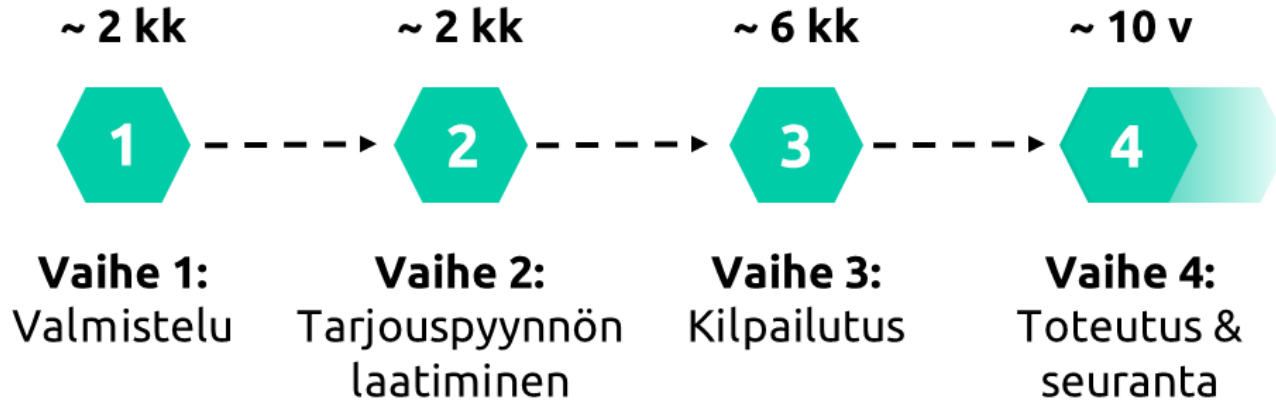 ~ 2 kk
~ 2 kk
~ 6 kk
~ 10 v
1
2
3
4
Vaihe 1:
Valmistelu
Vaihe 2:
Tarjouspyynnön
laatiminen
Vaihe 3:
Kilpailutus
Vaihe 4:
Toteutus &
seuranta